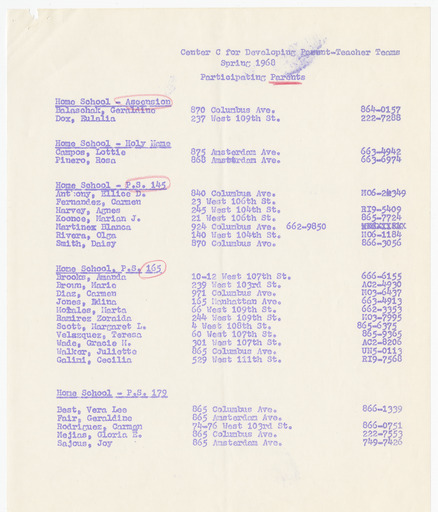 Center C for Developing Parent-Teacher Teams
Spring 1968
Participating Parents
Home School - Ascension
Balaschak, Geraldine 870 Columbus Ave. 864-0157
Dox, Eulalia 237 West 109th St. 222-7288
Home School - Holy Name
Campos, Lottie 875 Amsterdam Ave. 663-4942
Pinero, Rosa 868 Amsterdam Ave. 663-6974
Home School - P.S. 145
Anthony, D. 840 Columbus Ave.
Fernandez, Carmen 23 West 106th St.
Harvey, Agnes 245 West 104th St. RI9-5409
Koonce, Marian J. 21 West 106th St. 865-7724
Martinez Blanca 924 Columbus Ave. 662-9850
Rivera, Olga 140 West 104th St. MO6-1184
Smith, Daisy 870 Columbus Ave. 866-3056
Home School, P.S. 165
Brooks, Amanda 10-12 West 107th St. 666-6155
Brown, Marie 239 West 103rd St. AC2-4930
Diaz, Carmen 971 Columbus Ave. MO3-6437
Jones, Edina 165 Manhattan Ave. 663-4913
Morales, Marta 66 West 109th St. 662-3353
Ramirez Zoraida 244 West 109th St. MO3-7995
Scott, Margaret L. 4 West 108th St. 865-6375
Velazquez, Teresa 60 West 107th St. 865-9365
Wade, Gracie M. 301 West 107th St. AC2-8206
Walker, Juliette 865 Columbus Ave. UN5-0113
Galini, Cecilia 529 West 111th St. RI9-7568
Home School - P.S. 179
Best, Vera Lee 865 Columbus Ave. 866-1339
Fair, Geraldine 865 Amsterdam Ave.
Rodriguez, Carmen 74-76 West 103rd St. 866-0751
Mejias, Gloria E. 865 Columbus Ave. 222-7553
Sajous, Joy 865 Amsterdam Ave. 749-7426